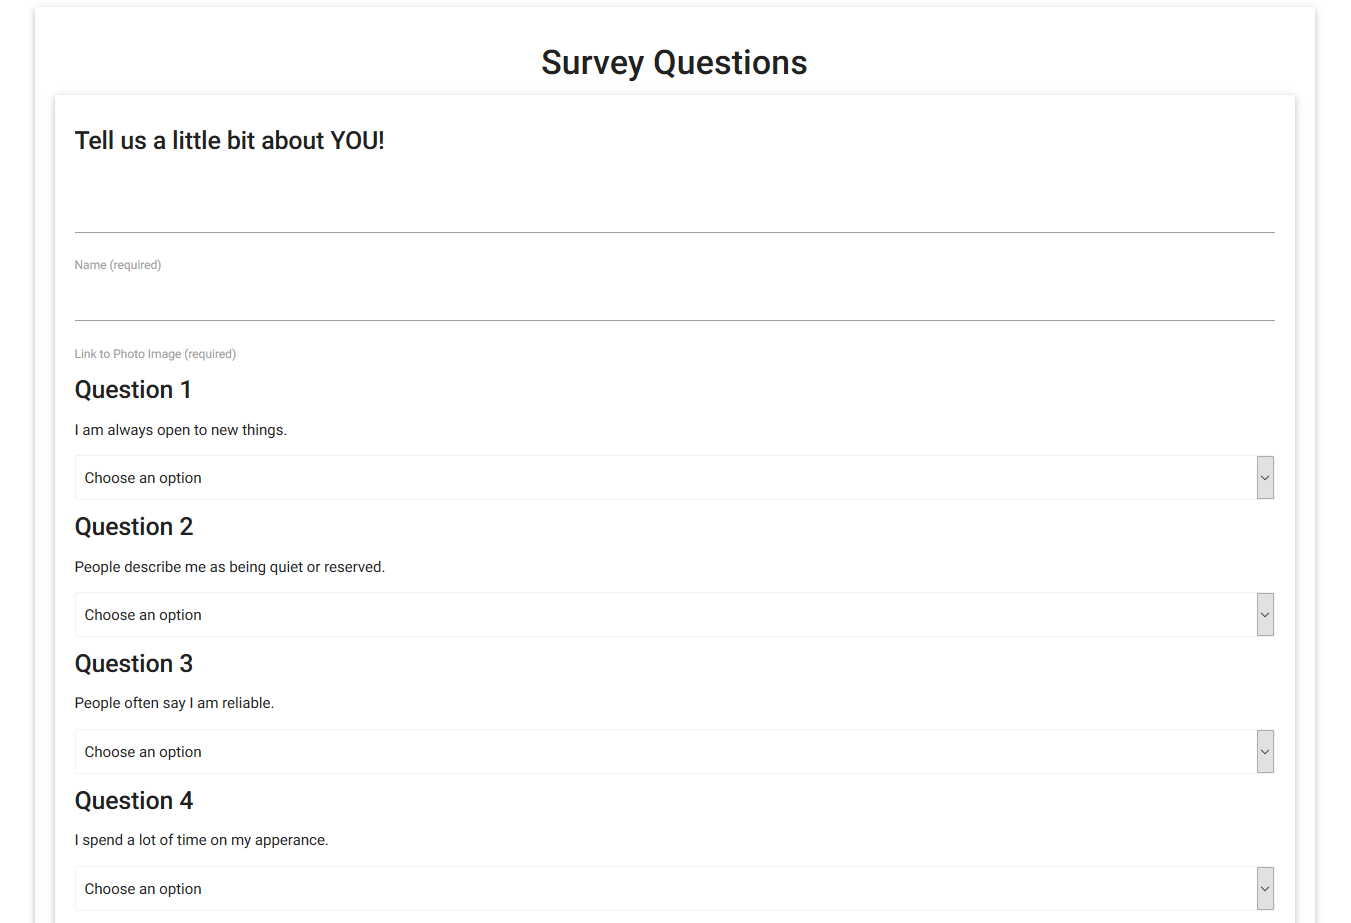 Survey Questions
Tell us a little bit about YOU!
Name (required)
Link to Photo Image (required)
Question 1
I am always open to new things.
Choose an option
Question 2
People describe me as being quiet or reserved.
Choose an option
Question 3
People often say I am reliable.
Choose an option
Question 4
I spend a lot of time on my apperance.
Choose an option